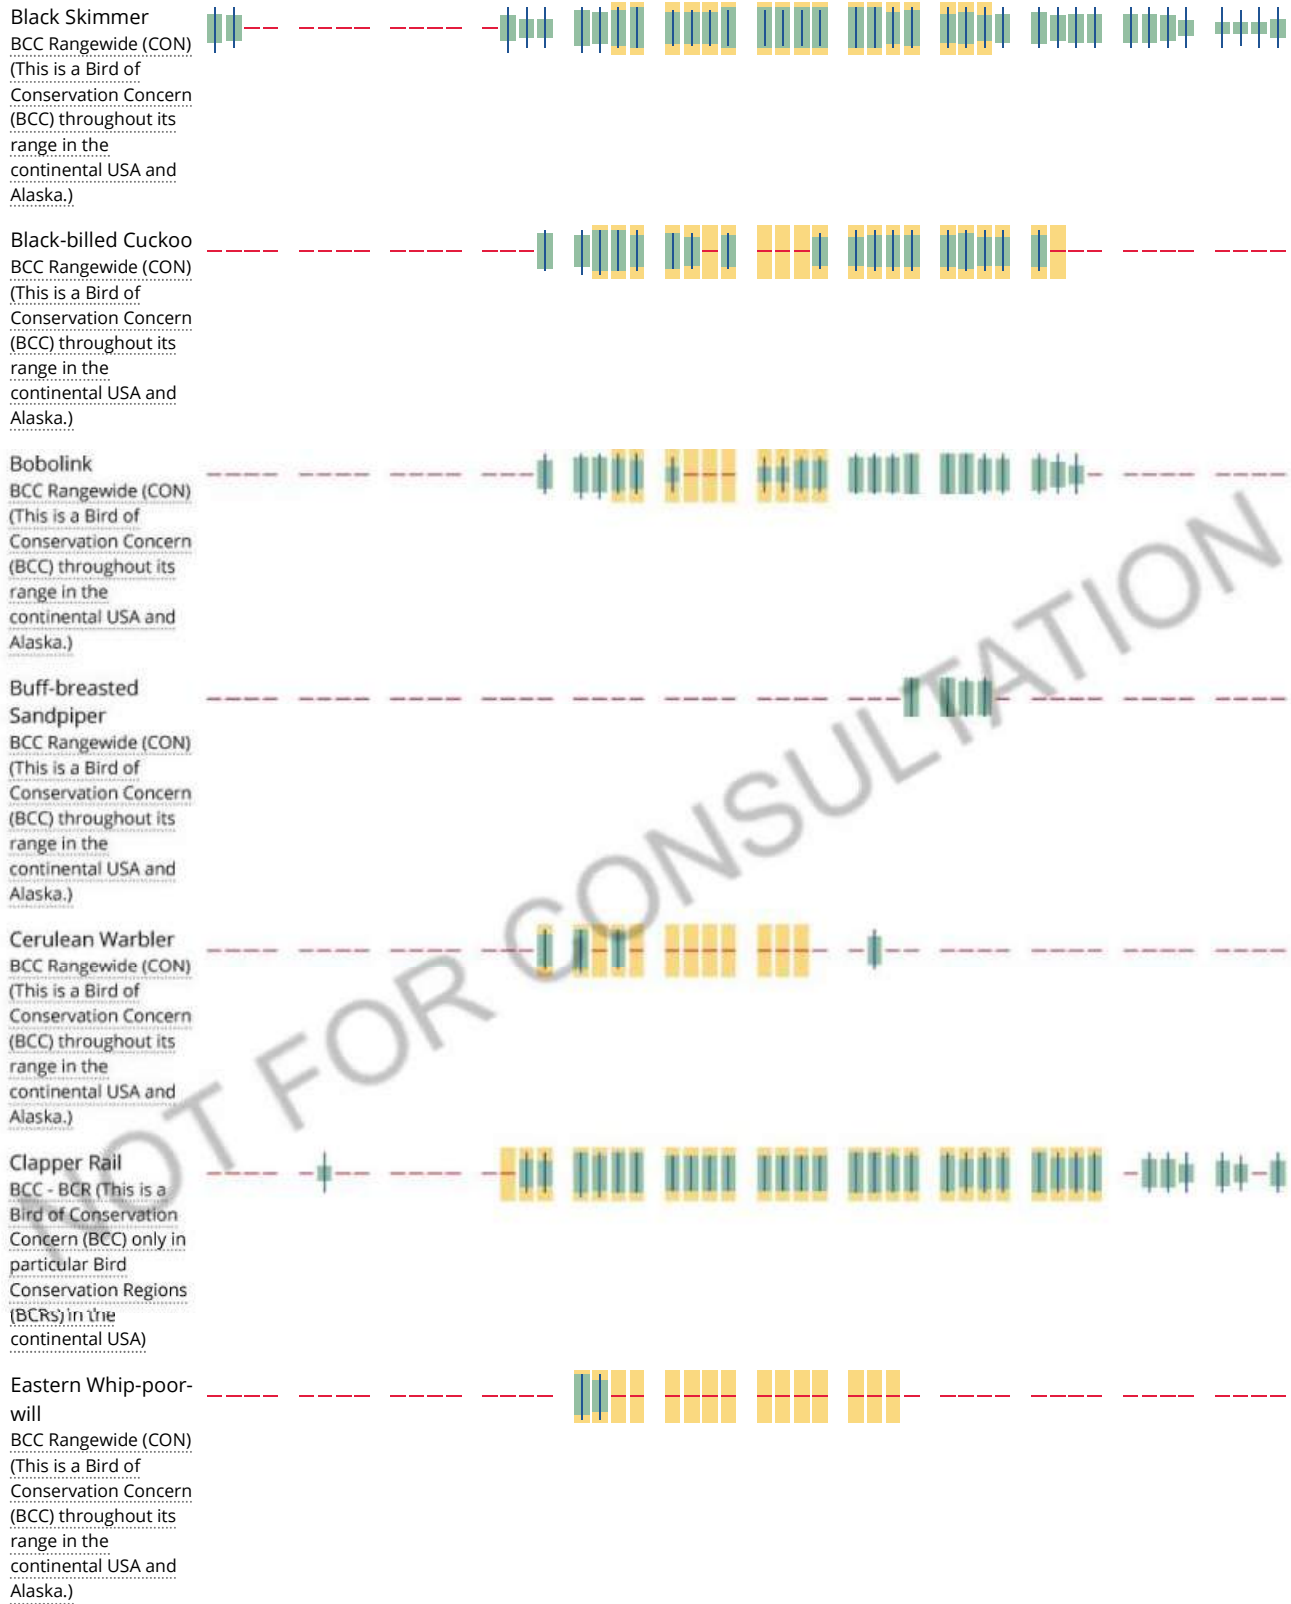 Black Skimmer
BCC Rangewide (CON)
(This is a Bird of
Conservation Concern
(BCC) throughout its
range in the
continental USA and
Alaska.)
Black-billed Cuckoo
BCC Rangewide (CON)
(This is a Bird of
Conservation Concern
(BCC) throughout its
range in the
continental USA and
Alaska.)
Bobolink
BCC Rangewide (CON)
(This is a Bird of
Conservation Concern
(BCC) throughout its
range in the
continental USA and
Alaska.)
Buff-breasted
Sandpiper
BCC Rangewide (CON)
(This is a Bird of
Conservation Concern
(BCC) throughout its
range in the
continental USA and
Alaska.)
Cerulean Warbler
BCC Rangewide (CON)
(This is a Bird of
Conservation Concern
(BCC) throughout its
range in the
continental USA and
Alaska.)
Clapper Rail
BCC - BCR (This is a
Bird of Conservation
Concern (BCC) only in
particular Bird
Conservation Regions
(BCRs) in the
continental USA)
Eastern Whip-poor-
will
BCC Rangewide (CON)
(This is a Bird of
Conservation Concern
(BCC) throughout its
range in the
continental USA and
Alaska.)
NOT FOR CONSULTATION